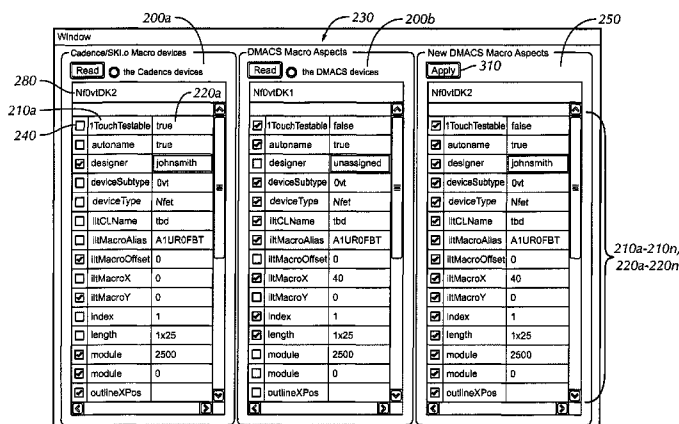 200a
230
200b
250
Window
Cadence/SKI.o Macro devices
Read the Cadence devices
280
Nf0vtDK2
210a
220a
240
1TouchTestable true
autoname true
designer johnsmith
deviceSubtype 0vt
deviceType Nfet
iltCLName tbd
iltMacroAlias A1UR0FBT
iltMacroOffset 0
iltMacroX 0
iltMacroY 0
Index 1
length 1x25
module 2500
module 0
outlineXPos
DMACS Macro Aspects
Read the DMACS devices
Nf0vtDK1
1TouchTestable false
autoname true
designer unassigned
deviceSubtype 0vt
deviceType Nfet
iltCLName tbd
iltMacroAlias A1UR0FBT
iltMacroOffset 0
iltMacroX 40
iltMacroY 0
Index 1
length 1x25
module 2500
module 0
outlineXPos
New DMACS Macro Aspects
Apply 310
Nf0vtDK2
1TouchTestable false
autoname true
designer johnsmith
deviceSubtype 0vt
deviceType Nfet
iltCLName tbd
iltMacroAlias A1UR0FBT
iltMacroOffset 0
iltMacroX 40
iltMacroY 0
Index 1
length 1x25
module 2500
module 0
outlineXPos
210a-210n,
220a-220n